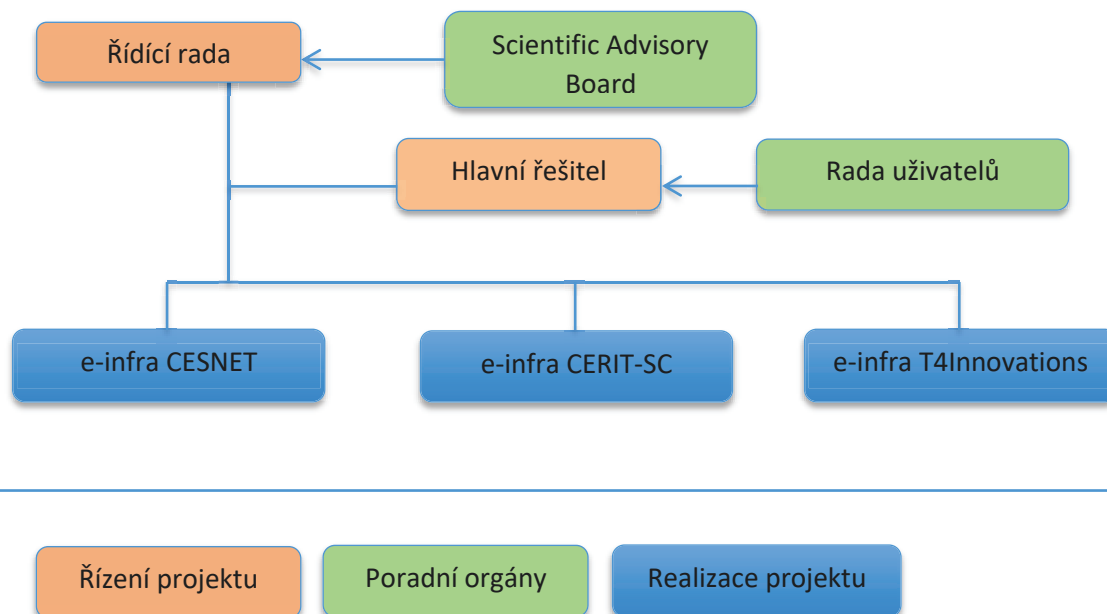 Řídící rada
Scientific Advisory
Board
Hlavní řešitel
Rada uživatelů
e-infra CESNET
e-infra CERIT-SC
e-infra T4Innovations
Řízení projektu
Poradní orgány
Realizace projektu